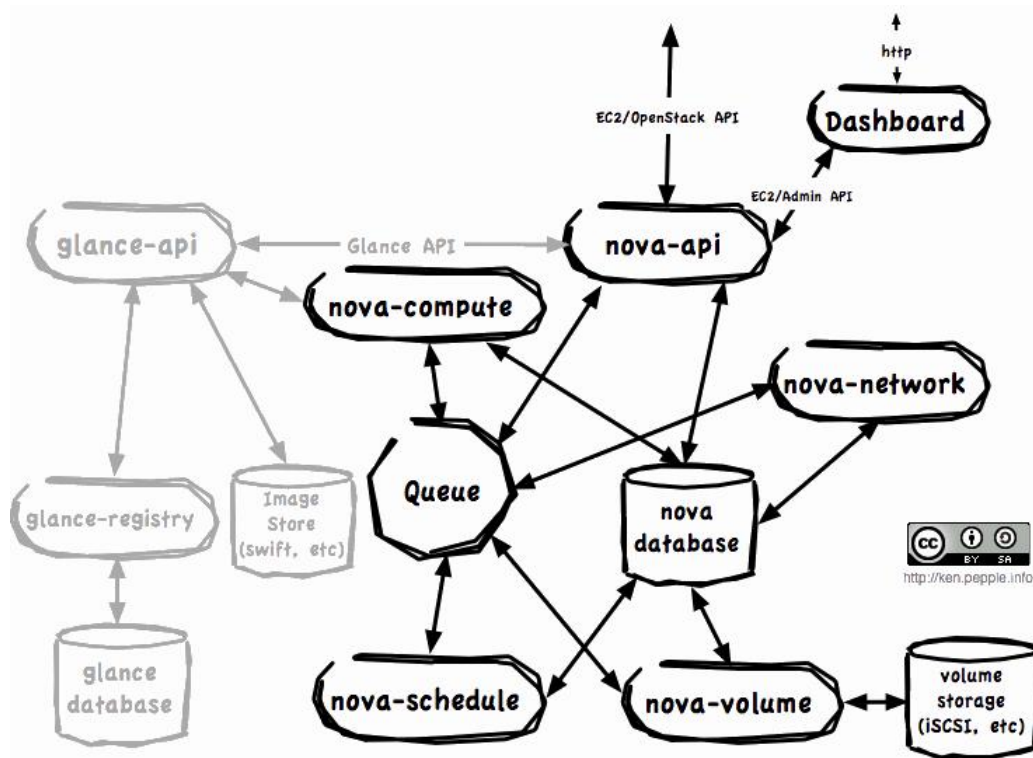 http
EC2/OpenStack API
Dashboard
EC2/Admin API
glance-api
Glance API
nova-api
nova-compute
nova-network
Queue
nova
database
glance-registry
Image
Store
(swift, etc)
cc
BY SA
http://ken.pepple.info
glance
database
nova-schedule
nova-volume
volume
storage
(iSCSI, etc)